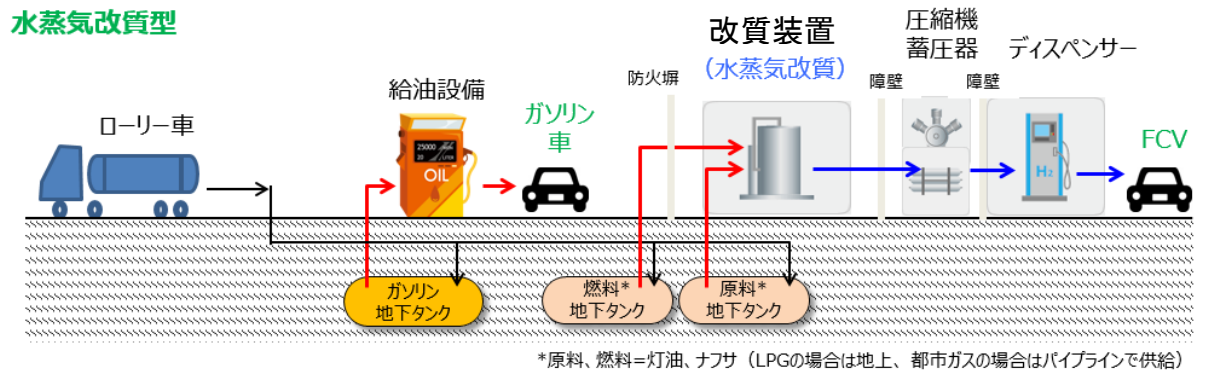 水蒸気改質型
ローリー車
給油設備
25000
20 LITER
OIL
ガソリン
車
防火塀
改質装置
（水蒸気改質）
障壁
圧縮機
蓄圧器
障壁
ディスペンサー
H₂
FCV
ガソリン
地下タンク
燃料*
地下タンク
原料*
地下タンク
*原料、燃料=灯油、ナフサ（LPGの場合は地上、都市ガスの場合はパイプラインで供給）